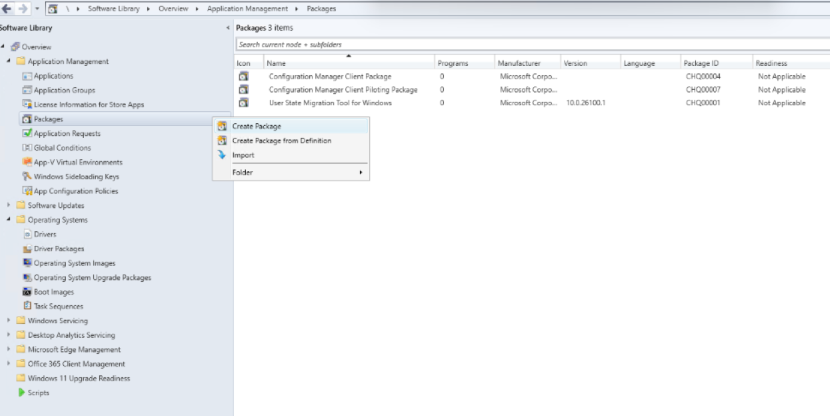 \ ▸ Software Library ▸ Overview ▸ Application Management ▸ Packages
Software Library
Overview
Application Management
Applications
Application Groups
License Information for Store Apps
Packages
Application Requests
Global Conditions
App-V Virtual Environments
Windows Sideloading Keys
App Configuration Policies
Software Updates
Operating Systems
Drivers
Driver Packages
Operating System Images
Operating System Upgrade Packages
Boot Images
Task Sequences
Windows Servicing
Desktop Analytics Servicing
Microsoft Edge Management
Office 365 Client Management
Windows 11 Upgrade Readiness
Scripts
Packages 3 items
Search current node + subfolders
Icon Name Programs Manufacturer Version Language Package ID Readiness
Configuration Manager Client Package 0 Microsoft Corpo... CHQ00004 Not Applicable
Configuration Manager Client Piloting Package 0 Microsoft Corpo... CHQ00007 Not Applicable
User State Migration Tool for Windows 0 Microsoft Corpo... 10.0.26100.1 CHQ00001 Not Applicable
Create Package
Create Package from Definition
Import
Folder